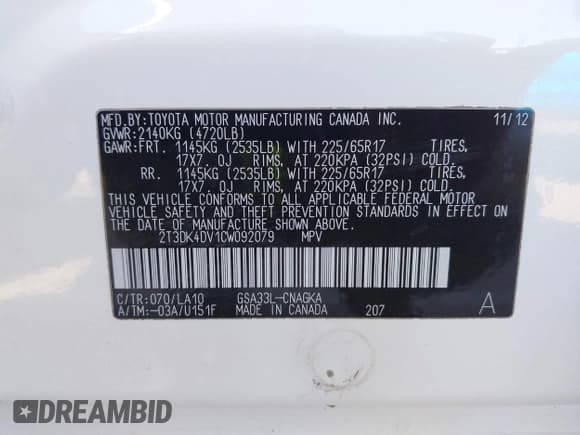 MFD.BY:TOYOTA MOTOR MANUFACTURING CANADA INC. 11/12
GVWR:2140KG (4720LB)
GAWR:FRT. 1145KG (2535LB) WITH 225/65R17 TIRES,
17X7.0J RIMS, AT 220KPA (32PSI) COLD.
RR. 1145KG (2535LB) WITH 225/65R17 TIRES,
17X7.0J RIMS, AT 220KPA (32PSI) COLD.
THIS VEHICLE CONFORMS TO ALL APPLICABLE FEDERAL MOTOR
VEHICLE SAFETY AND THEFT PREVENTION STANDARDS IN EFFECT ON
THE DATE OF MANUFACTURE SHOWN ABOVE.
2T3DK4DV1CW092079 MPV
C/TR:070/LA10 GSA33L-CNAGKA
A/TM:-03A/U151F MADE IN CANADA 207 A
DREAMBID